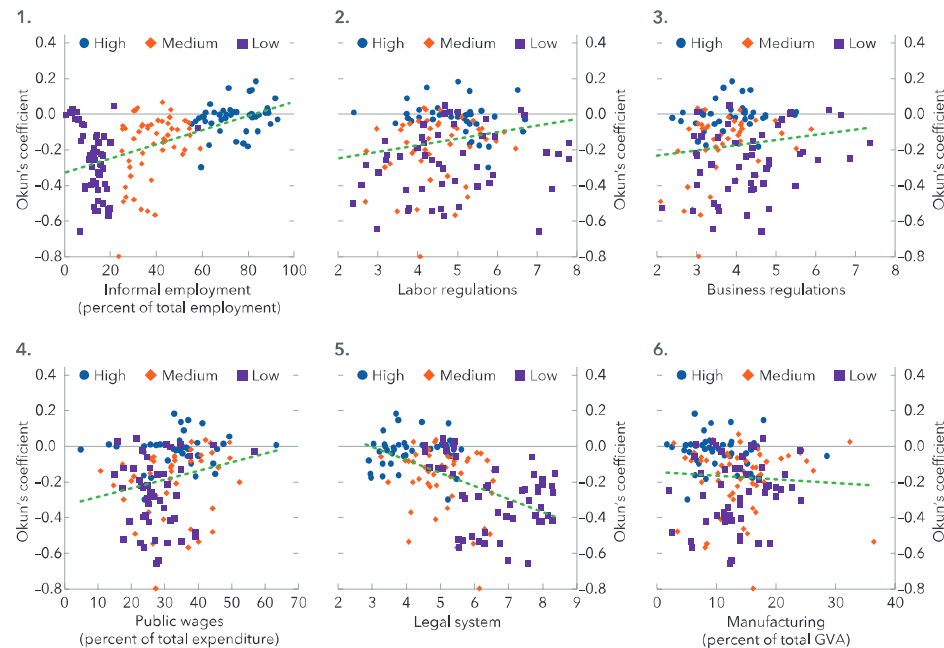 1.
2.
3.
High Medium Low
High Medium Low
High Medium Low
0.4
0.2
0.0
−0.2
−0.4
−0.6
−0.8
Okun's coefficient
0 20 40 60 80 100
Informal employment
(percent of total employment)
0.4
0.2
0.0
−0.2
−0.4
−0.6
−0.8
Okun's coefficient
2 3 4 5 6 7 8
Labor regulations
0.4
0.2
0.0
−0.2
−0.4
−0.6
−0.8
Okun's coefficient
2 3 4 5 6 7 8
Business regulations
4.
5.
6.
High Medium Low
High Medium Low
High Medium Low
0.4
0.2
0.0
−0.2
−0.4
−0.6
−0.8
Okun's coefficient
0 10 20 30 40 50 60 70
Public wages
(percent of total expenditure)
0.4
0.2
0.0
−0.2
−0.4
−0.6
−0.8
Okun's coefficient
2 3 4 5 6 7 8 9
Legal system
0.4
0.2
0.0
−0.2
−0.4
−0.6
−0.8
Okun's coefficient
0 10 20 30 40
Manufacturing
(percent of total GVA)